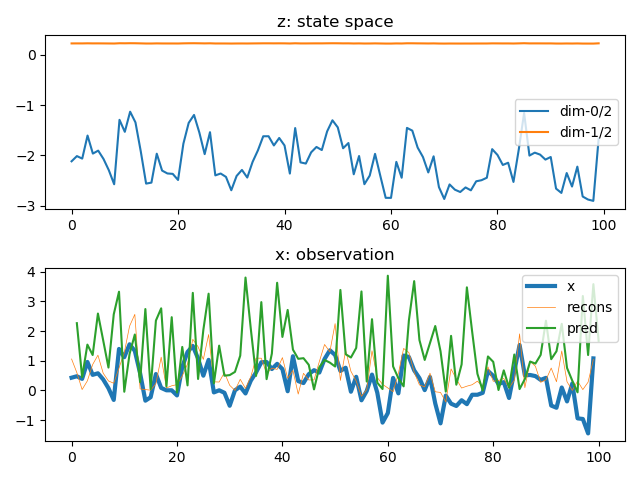 z: state space
0
−1
−2
−3
dim-0/2
dim-1/2
0 20 40 60 80 100
x: observation
4
3
2
1
0
−1
x
recons
pred
0 20 40 60 80 100